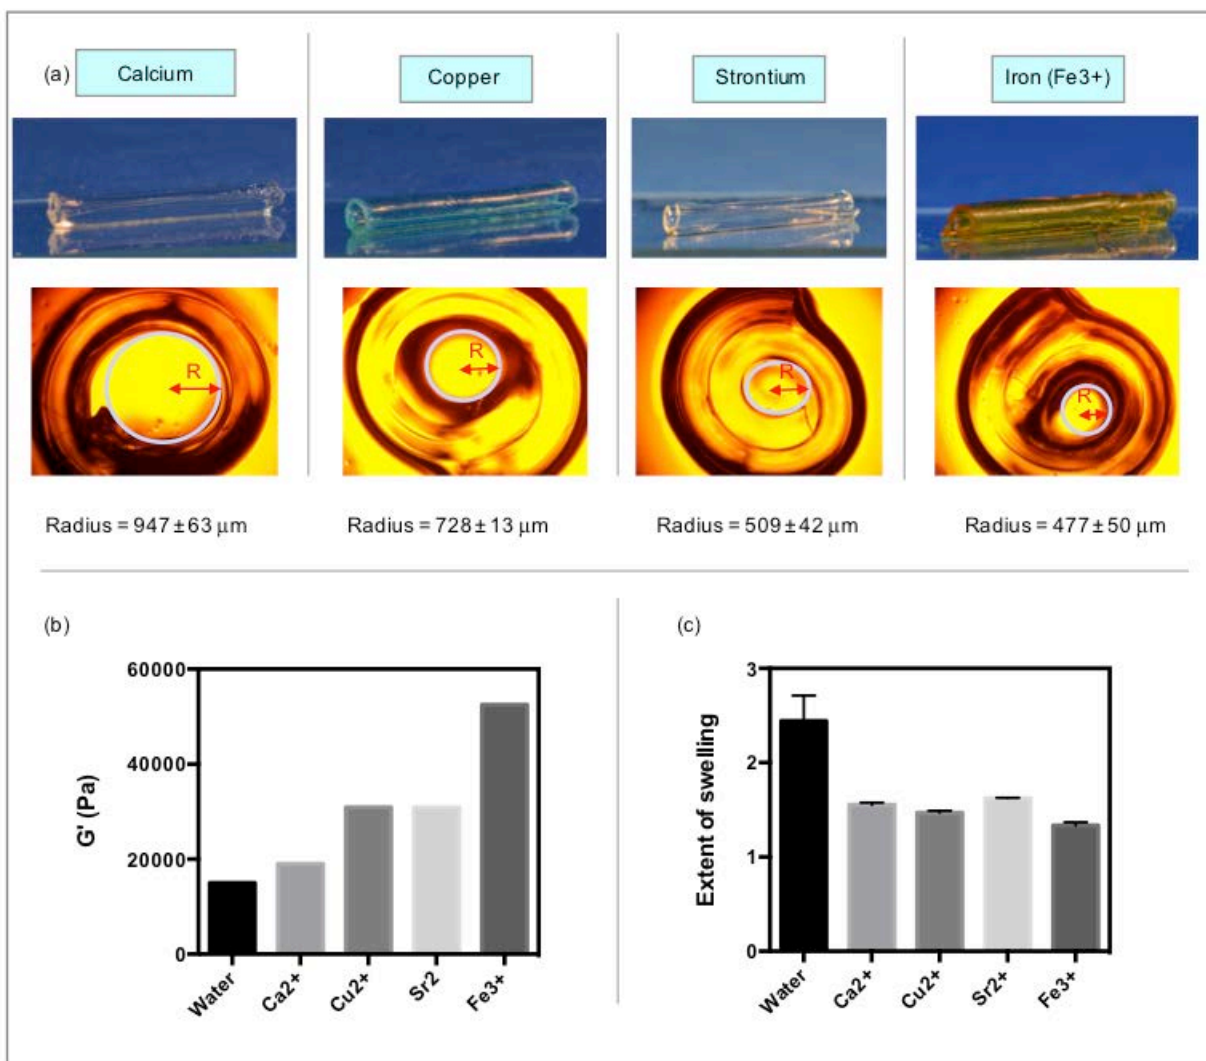 (a) Calcium Copper Strontium Iron (Fe3+)
R R R R
Radius = 947 ± 63 μm Radius = 728 ± 13 μm Radius = 509 ± 42 μm Radius = 477 ± 50 μm
(b)
60000
40000
20000
0
G' (Pa)
Water Ca2+ Cu2+ Sr2 Fe3+
(c)
3
2
1
0
Extent of swelling
Water Ca2+ Cu2+ Sr2+ Fe3+